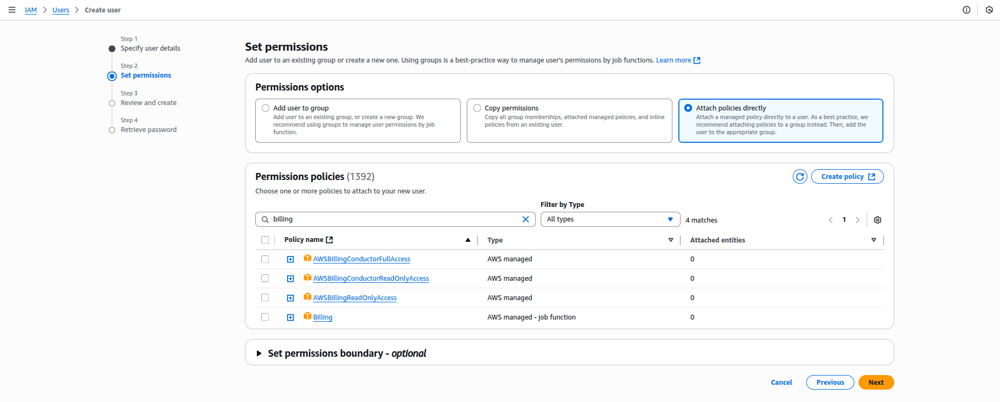 IAM > Users > Create user
Step 1
Specify user details
Step 2
Set permissions
Step 3
Review and create
Step 4
Retrieve password
Set permissions
Add user to an existing group or create a new one. Using groups is a best-practice way to manage user's permissions by job functions. Learn more
Permissions options
Add user to group
Add user to an existing group, or create a new group. We
recommend using groups to manage user permissions by job
function.
Copy permissions
Copy all group memberships, attached managed policies, and inline
policies from an existing user.
Attach policies directly
Attach a managed policy directly to a user. As a best practice, we
recommend attaching policies to a group instead. Then, add the
user to the appropriate group.
Permissions policies (1392)
Create policy
Choose one or more policies to attach to your new user.
Filter by Type
billing
All types
4 matches
1
Policy name Type Attached entities
AWSBillingConductorFullAccess AWS managed 0
AWSBillingConductorReadOnlyAccess AWS managed 0
AWSBillingReadOnlyAccess AWS managed 0
Billing AWS managed - job function 0
Set permissions boundary - optional
Cancel Previous Next